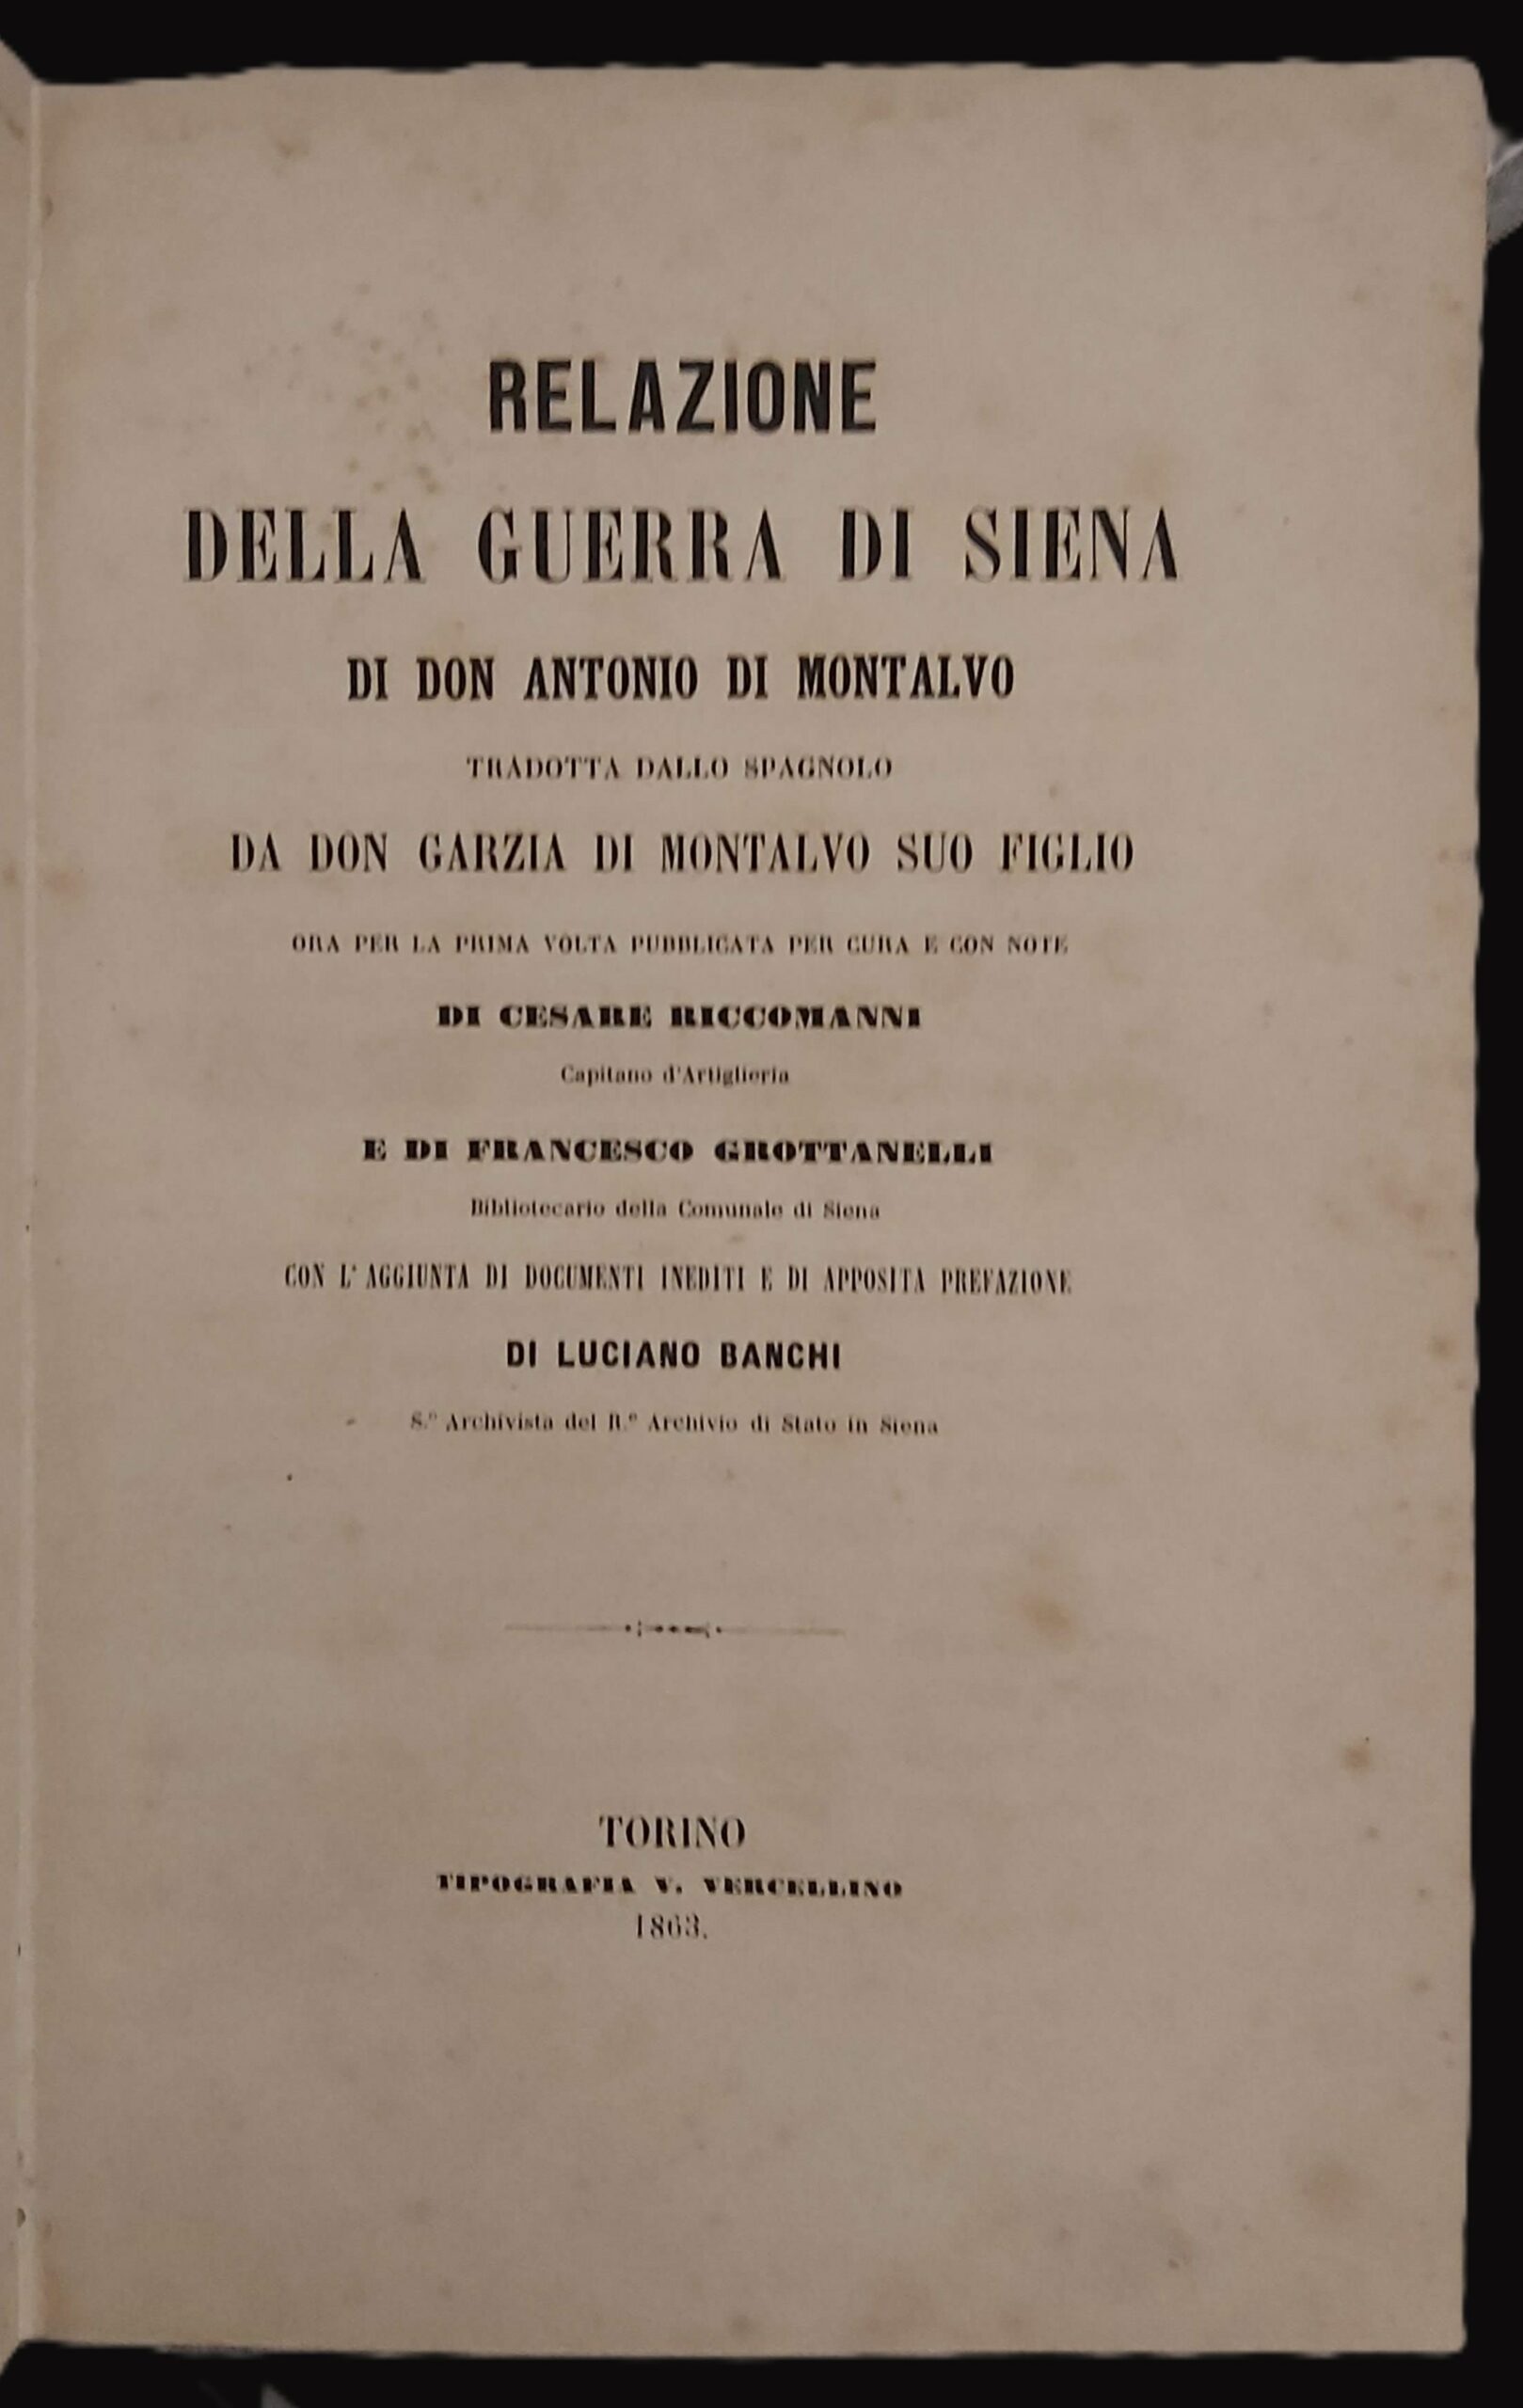 RELAZIONE
DELLA GUERRA DI SIENA
DI DON ANTONIO DI MONTALVO
TRADOTTA DALLO SPAGNOLO
DA DON GARZIA DI MONTALVO SUO FIGLIO
ORA PER LA PRIMA VOLTA PUBBLICATA PER CURA E CON NOTE
DI CESARE RICCOMANNI
Capitano d'Artiglieria
E DI FRANCESCO GROTTANELLI
Bibliotecario della Comunale di Siena
CON L'AGGIUNTA DI DOCUMENTI INEDITI E DI APPOSITA PREFAZIONE
DI LUCIANO BANCHI
S.º Archivista del R.º Archivio di Stato in Siena
TORINO
TIPOGRAFIA V. VERCELLINO
1863.